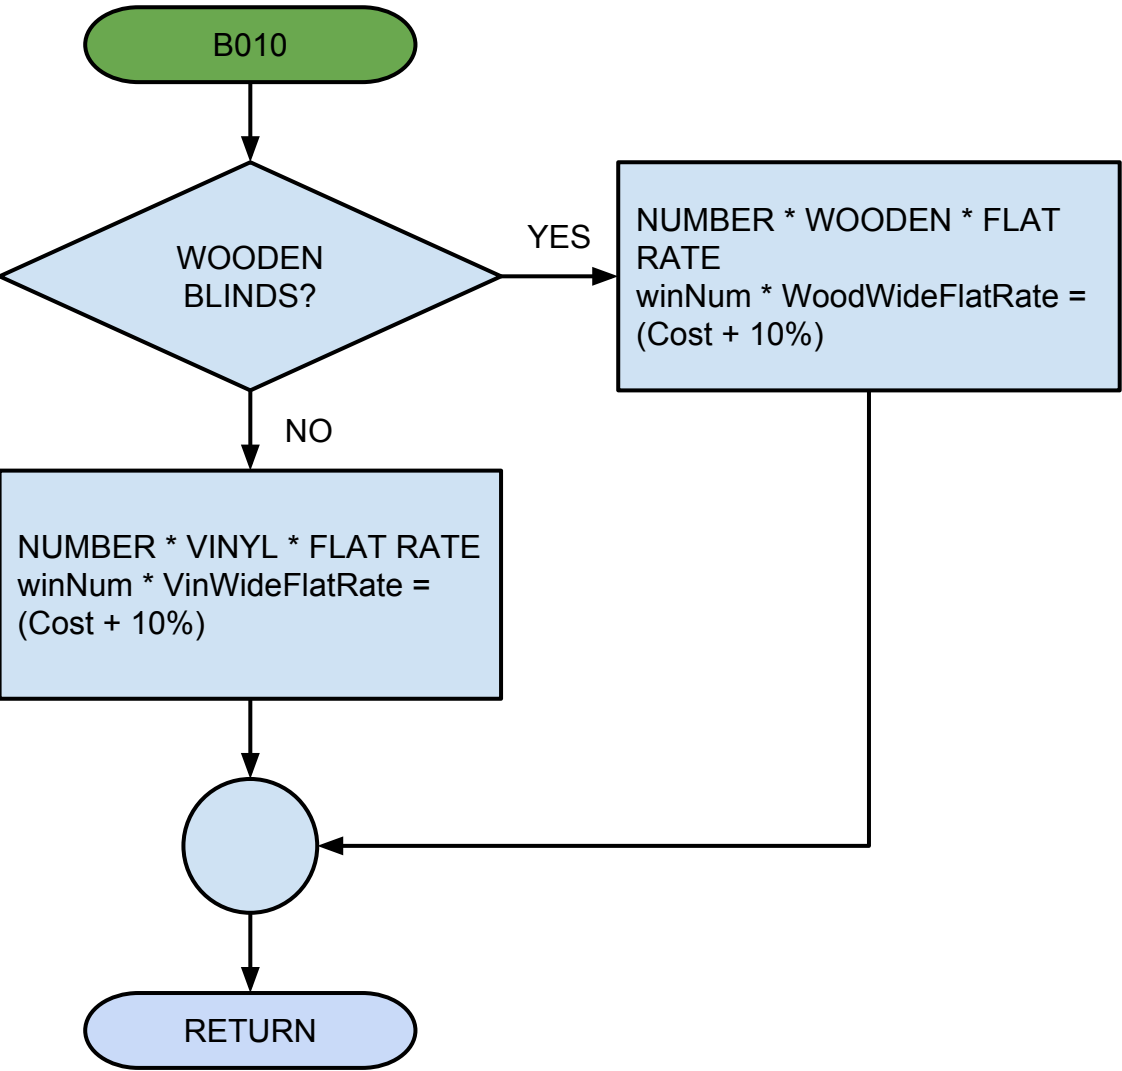 B010
WOODEN
BLINDS?
YES
NUMBER * WOODEN * FLAT
RATE
winNum * WoodWideFlatRate =
(Cost + 10%)
NO
NUMBER * VINYL * FLAT RATE
winNum * VinWideFlatRate =
(Cost + 10%)
RETURN